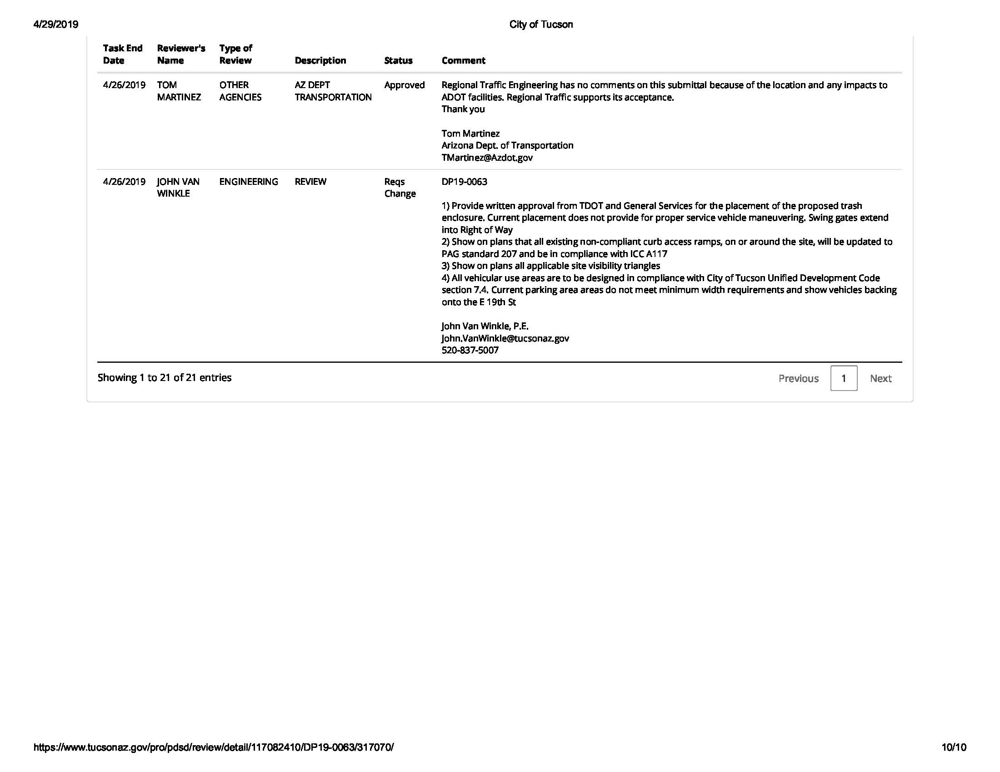 4/29/2019 City of Tucson
Task End Reviewer's Type of
Date Name Review Description Status Comment
4/26/2019 TOM OTHER AZ DEPT Approved Regional Traffic Engineering has no comments on this submittal because of the location and any impacts to
MARTINEZ AGENCIES TRANSPORTATION ADOT facilities. Regional Traffic supports its acceptance.
Thank you
Tom Martinez
Arizona Dept. of Transportation
TMartinez@Azdot.gov
4/26/2019 JOHN VAN ENGINEERING REVIEW Reqs DP19-0063
WINKLE Change
1) Provide written approval from TDOT and General Services for the placement of the proposed trash
enclosure. Current placement does not provide for proper service vehicle maneuvering. Swing gates extend
into Right of Way
2) Show on plans that all existing non-compliant curb access ramps, on or around the site, will be updated to
PAG standard 207 and be in compliance with ICC A117
3) Show on plans all applicable site visibility triangles
4) All vehicular use areas are to be designed in compliance with City of Tucson Unified Development Code
section 7.4. Current parking area areas do not meet minimum width requirements and show vehicles backing
onto the E 19th St
John Van Winkle, P.E.
John.VanWinkle@tucsonaz.gov
520-837-5007
Showing 1 to 21 of 21 entries Previous 1 Next
https://www.tucsonaz.gov/pro/pdsd/review/detail/117082410/DP19-0063/317070/ 10/10